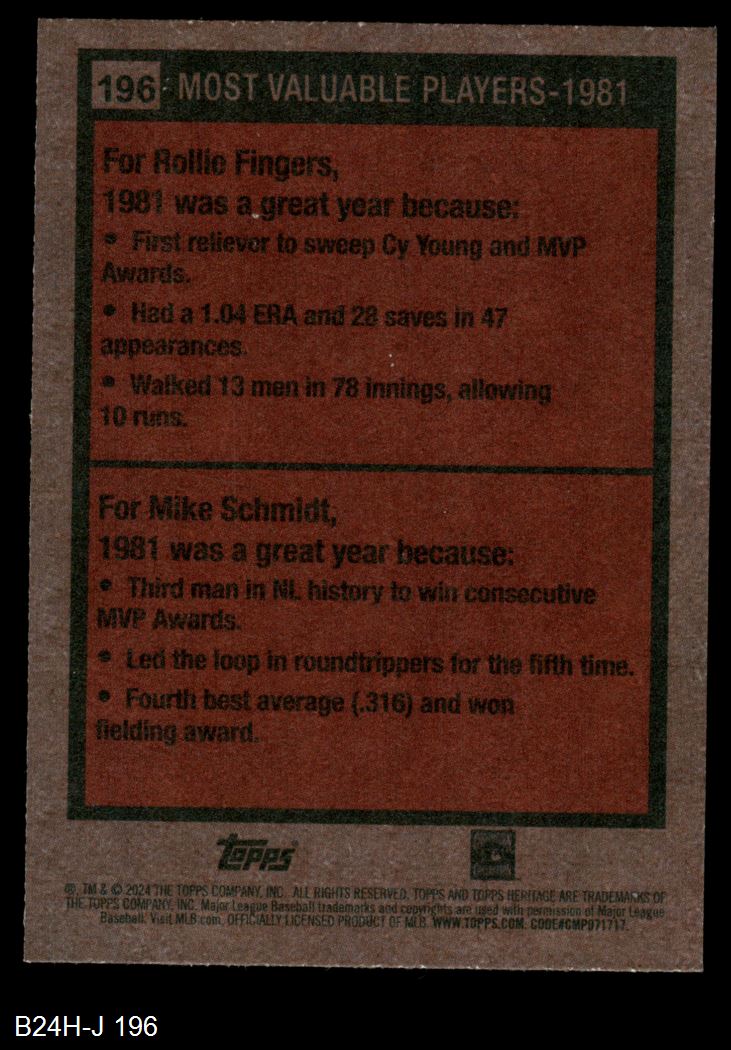 196 MOST VALUABLE PLAYERS-1981
For Rollie Fingers,
1981 was a great year because:
• First reliever to sweep Cy Young and MVP
Awards.
• Had a 1.04 ERA and 28 saves in 47
appearances.
• Walked 13 men in 78 innings, allowing
10 runs.
For Mike Schmidt,
1981 was a great year because:
• Third man in NL history to win consecutive
MVP Awards.
• Led the loop in roundtrippers for the fifth time.
• Fourth best average (.316) and won
fielding award.
topps
®, TM & © 2024 THE TOPPS COMPANY, INC. ALL RIGHTS RESERVED. TOPPS AND TOPPS HERITAGE ARE TRADEMARKS OF
THE TOPPS COMPANY, INC. Major League Baseball trademarks and copyrights are used with permission of Major League
Baseball. Visit MLB.com. OFFICIALLY LICENSED PRODUCT OF MLB. WWW.TOPPS.COM. CODE#CMP071717.
B24H-J 196